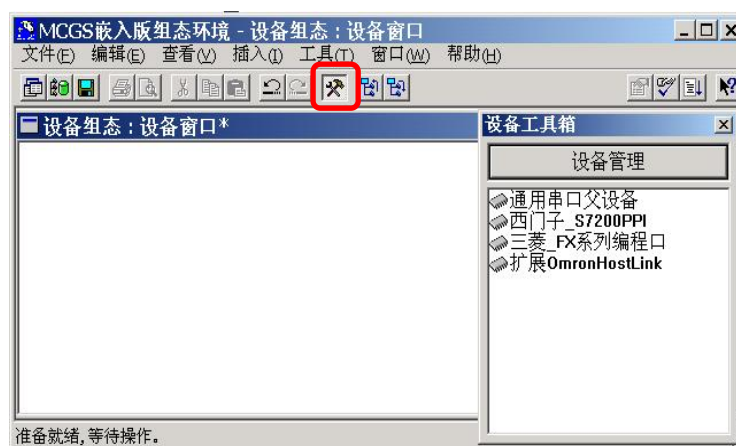 MCGS嵌入版组态环境 - 设备组态：设备窗口
文件(F) 编辑(E) 查看(V) 插入(I) 工具(T) 窗口(W) 帮助(H)
设备组态：设备窗口*
设备工具箱
设备管理
通用串口父设备
西门子_S7200PPI
三菱_FX系列编程口
扩展OmronHostLink
准备就绪,等待操作。